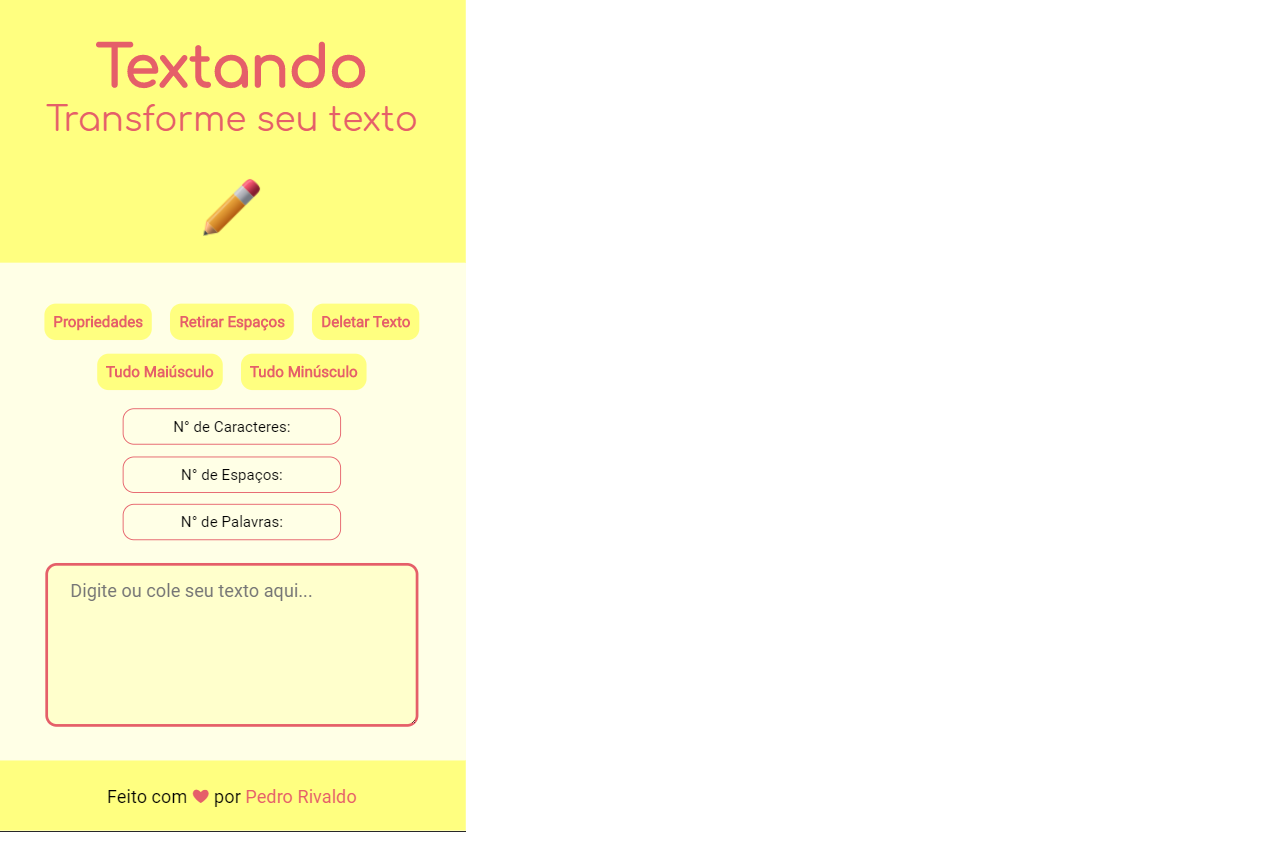 Textando
Transforme seu texto
Propriedades Retirar Espaços Deletar Texto
Tudo Maiúsculo Tudo Minúsculo
N° de Caracteres:
N° de Espaços:
N° de Palavras:
Digite ou cole seu texto aqui...
Feito com ❤ por Pedro Rivaldo